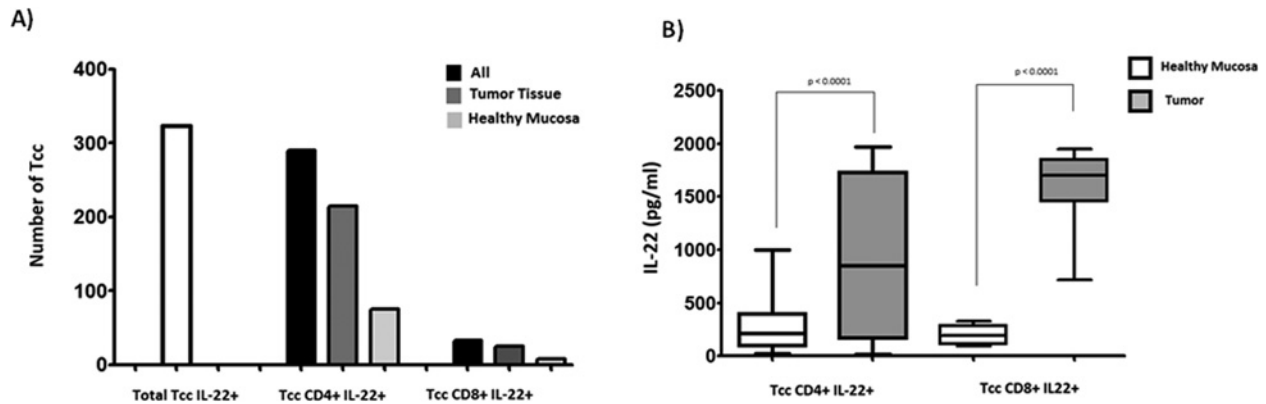 A)
Number of Tcc
400
300
200
100
0
All
Tumor Tissue
Healthy Mucosa
Total Tcc IL-22+
Tcc CD4+ IL-22+
Tcc CD8+ IL-22+
B)
IL-22 (pg/ml)
2500
2000
1500
1000
500
0
p < 0.0001
p < 0.0001
Healthy Mucosa
Tumor
Tcc CD4+ IL-22+
Tcc CD8+ IL22+